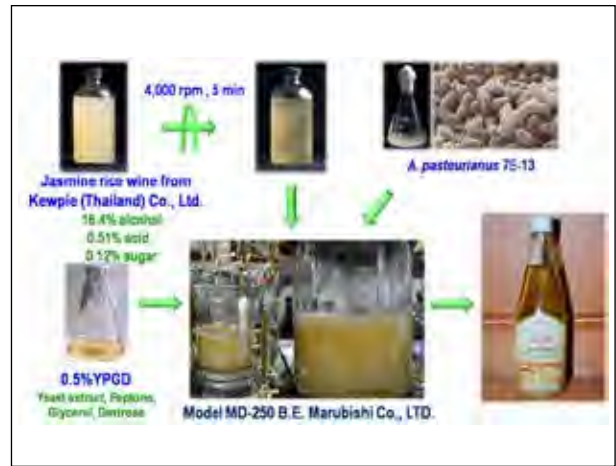 4,000 rpm , 5 min
A. pasteurianus 75-13
Jasmine rice wine from
Kewpie (Thailand) Co., Ltd.
16.4% alcohol
0.51% acid
0.12% sugar
0.5%YPGD
Yeast extract, Peptone,
Glycerol, Dextrose
Model MD-250 B.E. Marubishi Co., LTD.